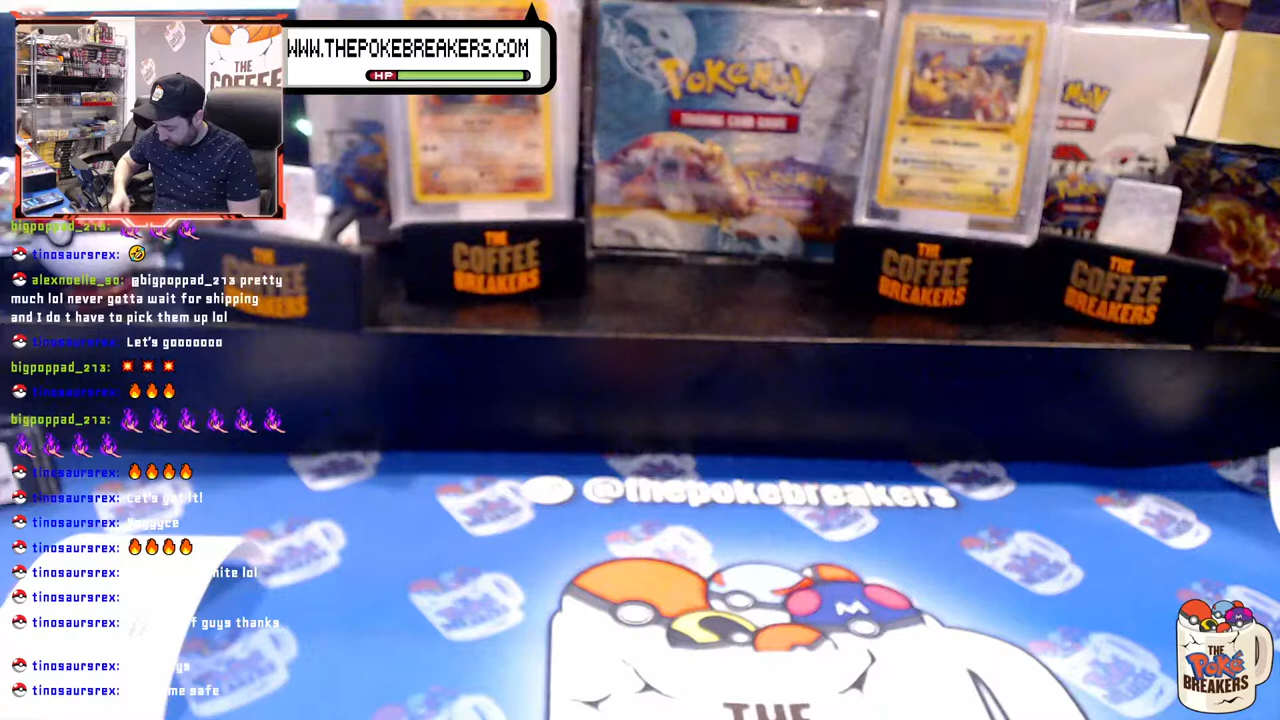 WWW.THEPOKEBREAKERS.COM
HP
THE
COFFEE
bigpoppad_213:
tinosaursrex:
alexnoelle_90: @bigpoppad_213 pretty
much lol never gotta wait for shipping
and I do t have to pick them up lol
tinosaursrex: Let's gooooooo
bigpoppad_213:
tinosaursrex:
bigpoppad_213:
tinosaursrex:
tinosaursrex: Let's get it!
tinosaursrex:
tinosaursrex:
tinosaursrex: lol
tinosaursrex:
tinosaursrex: guys thanks
tinosaursrex:
tinosaursrex: safe
POKéMON
TRADING CARD GAME
THE
COFFEE
BREAKERS
THE
COFFEE
BREAKERS
THE
COFFEE
BREAKERS
THE
COFFEE
BREAKERS
@thepokebreakers
M
THE
THE
Poké
BREAKERS